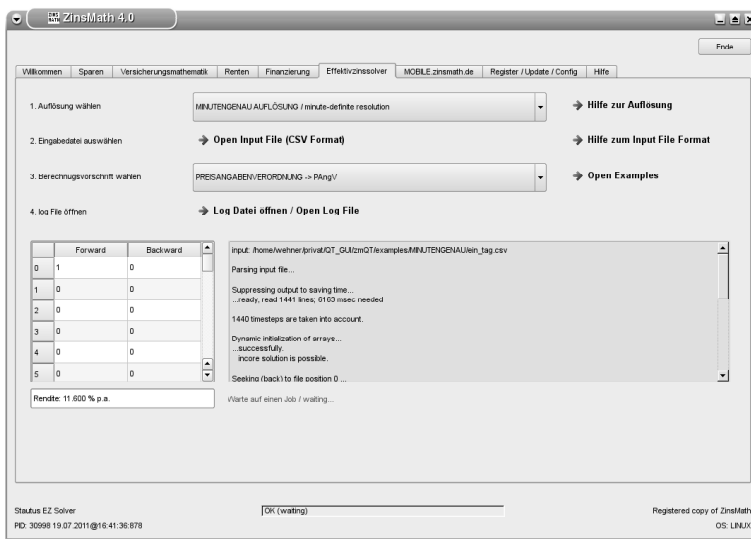 ZINS MATH ZinsMath 4.0
Ende
Willkommen Sparen Versicherungsmathematik Renten Finanzierung Effektivzinssolver MOBILE.zinsmath.de Register / Update / Config Hilfe
1. Auflösung wählen MINUTENGENAU AUFLÖSUNG / minute-definite resolution Hilfe zur Auflösung
2. Eingabedatei auswählen Open Input File (CSV Format) Hilfe zum Input File Format
3. Berechnugsvorschrift wählen PREISANGABENVERORDNUNG -> PAngV Open Examples
4. log File öffnen Log Datei öffnen / Open Log File
Forward Backward
0 1 0
1 0 0
2 0 0
3 0 0
4 0 0
5 0 0
input: /home/wehner/privat/QT_GUI/zmQT/examples/MINUTENGENAU/ein_tag.csv
Parsing input file...
Suppressing output to saving time...
...ready, read 1441 lines; 0163 msec needed
1440 timesteps are taken into account.
Dynamic initialization of arrays...
...successfully.
incore solution is possible.
Seeking (back) to file position 0 ...
Rendite: 11.600 % p.a. Warte auf einen Job / waiting...
Stautus EZ Solver OK (waiting) Registered copy of ZinsMath
PID: 30998 19.07.2011@16:41:36:878 OS: LINUX